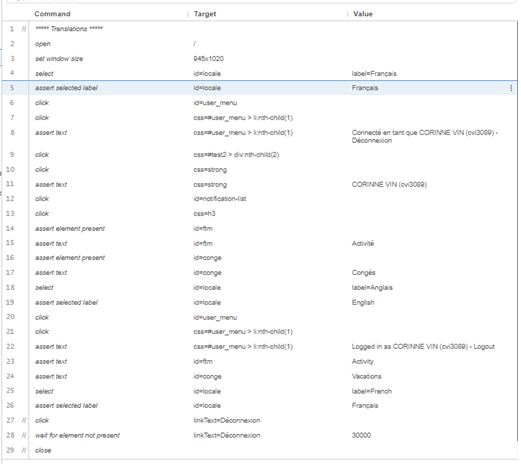 Command Target Value
1 // ***** Translations *****
2 open /
3 set window size 945x1020
4 select id=locale label=Français
5 assert selected label id=locale Français
6 click id=user_menu
7 click css=#user_menu > li:nth-child(1)
8 assert text css=#user_menu > li:nth-child(1) Connecté en tant que CORINNE VIN (cvi3089) -
Déconnexion
9 click css=#test2 > div:nth-child(2)
10 click css=strong
11 assert text css=strong CORINNE VIN (cvi3089)
12 click id=notification-list
13 click css=h3
14 assert element present id=ftm
15 assert text id=ftm Activité
16 assert element present id=conge
17 assert text id=conge Congés
18 select id=locale label=Anglais
19 assert selected label id=locale English
20 click id=user_menu
21 click css=#user_menu > li:nth-child(1)
22 assert text css=#user_menu > li:nth-child(1) Logged in as CORINNE VIN (cvi3089) - Logout
23 assert text id=ftm Activity
24 assert text id=conge Vacations
25 select id=locale label=French
26 assert selected label id=locale Français
27 // click linkText=Déconnexion
28 // wait for element not present linkText=Déconnexion 30000
29 // close